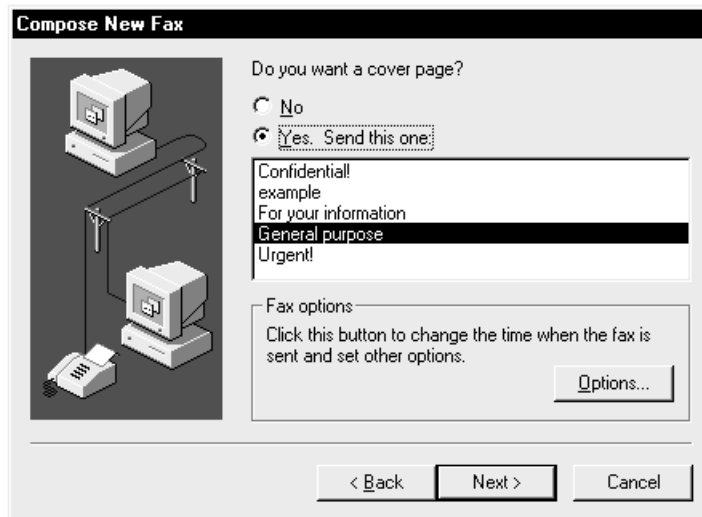 Compose New Fax
Do you want a cover page?
No
Yes. Send this one:
Confidential!
example
For your information
General purpose
Urgent!
Fax options
Click this button to change the time when the fax is
sent and set other options.
Options...
< Back
Next >
Cancel